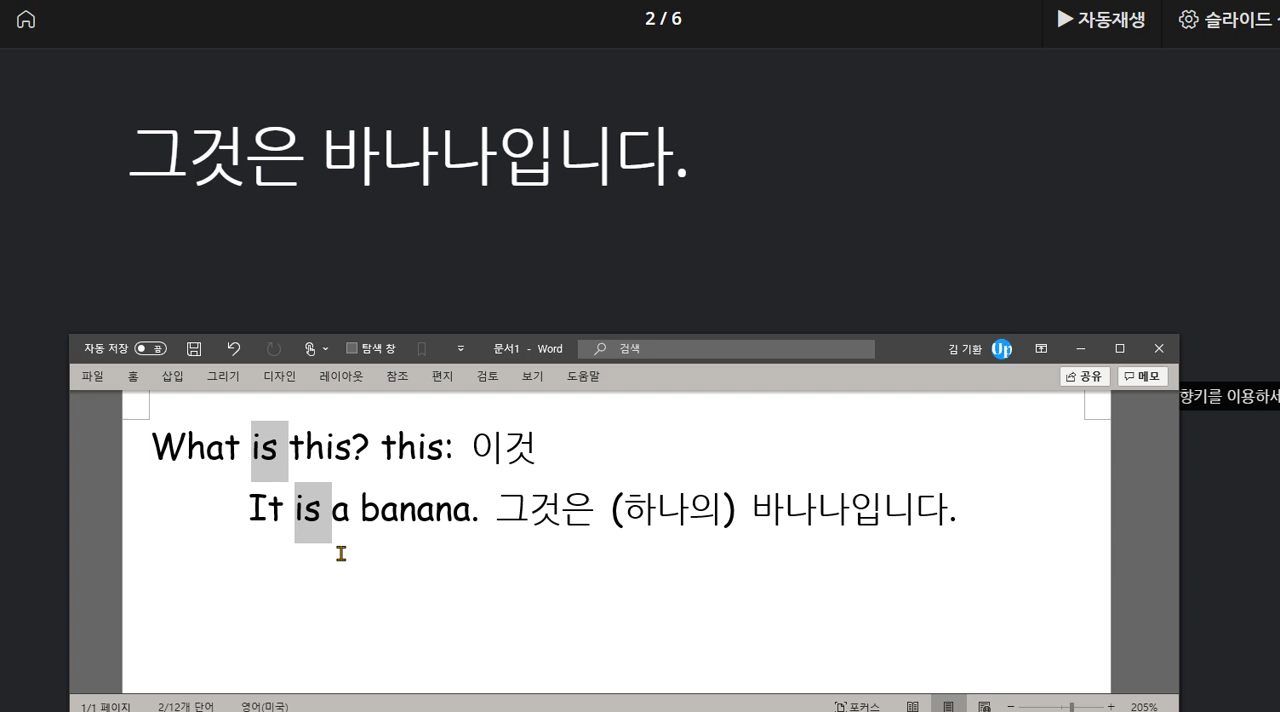 2 / 6
자동재생
슬라이드
그것은 바나나입니다.
자동 저장 끔
탐색 창
문서1 - Word
검색
김 기환
Up
파일 홈 삽입 그리기 디자인 레이아웃 참조 편지 검토 보기 도움말
공유 메모
향키를 이용하세
What is this? this: 이것
It is a banana. 그것은 (하나의) 바나나입니다.
1/1 페이지 2/12개 단어 영어(미국)
포커스
205%